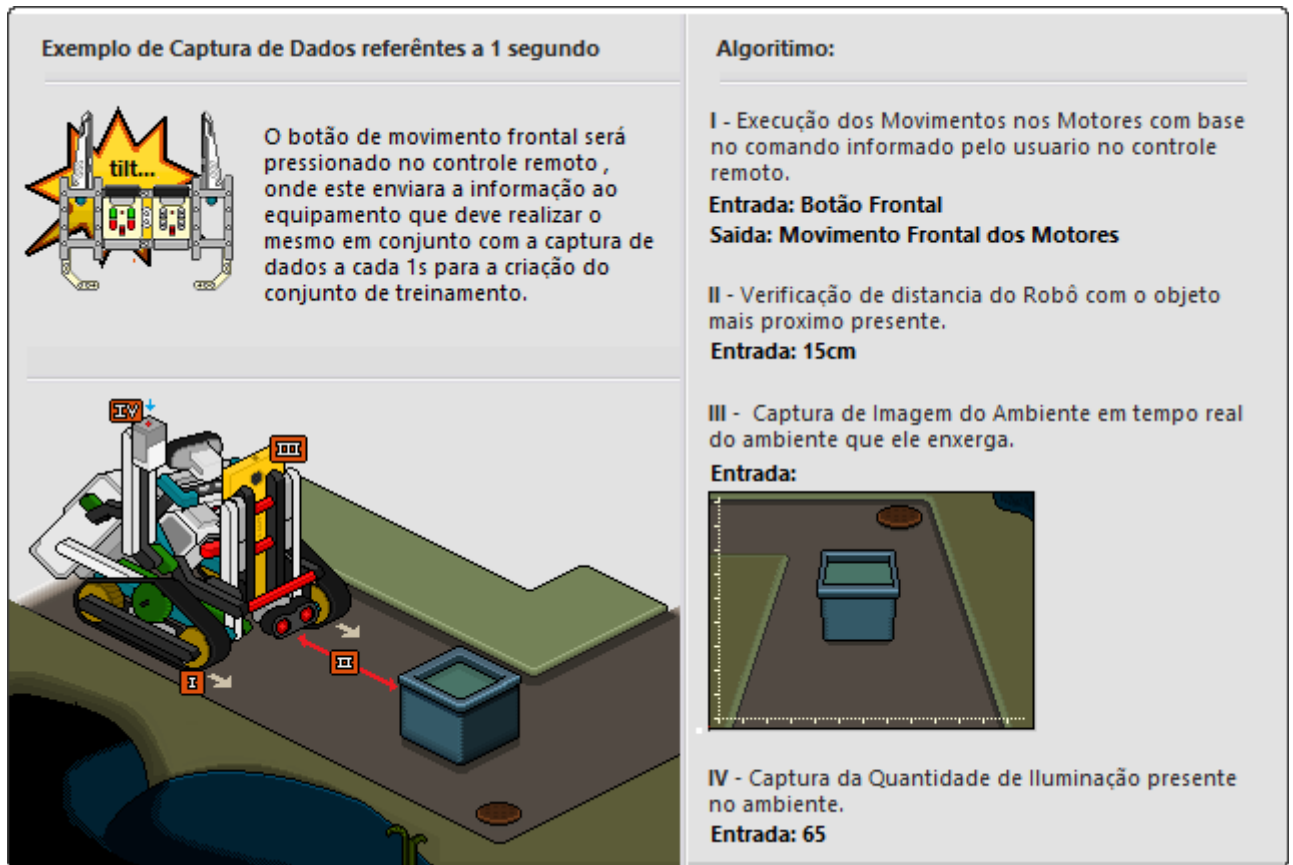 Exemplo de Captura de Dados referêntes a 1 segundo
tilt...
O botão de movimento frontal será
pressionado no controle remoto ,
onde este enviara a informação ao
equipamento que deve realizar o
mesmo em conjunto com a captura de
dados a cada 1s para a criação do
conjunto de treinamento.
IV
III
II
I
Algoritimo:
I - Execução dos Movimentos nos Motores com base
no comando informado pelo usuario no controle
remoto.
Entrada: Botão Frontal
Saida: Movimento Frontal dos Motores
II - Verificação de distancia do Robô com o objeto
mais proximo presente.
Entrada: 15cm
III - Captura de Imagem do Ambiente em tempo real
do ambiente que ele enxerga.
Entrada:
IV - Captura da Quantidade de Iluminação presente
no ambiente.
Entrada: 65